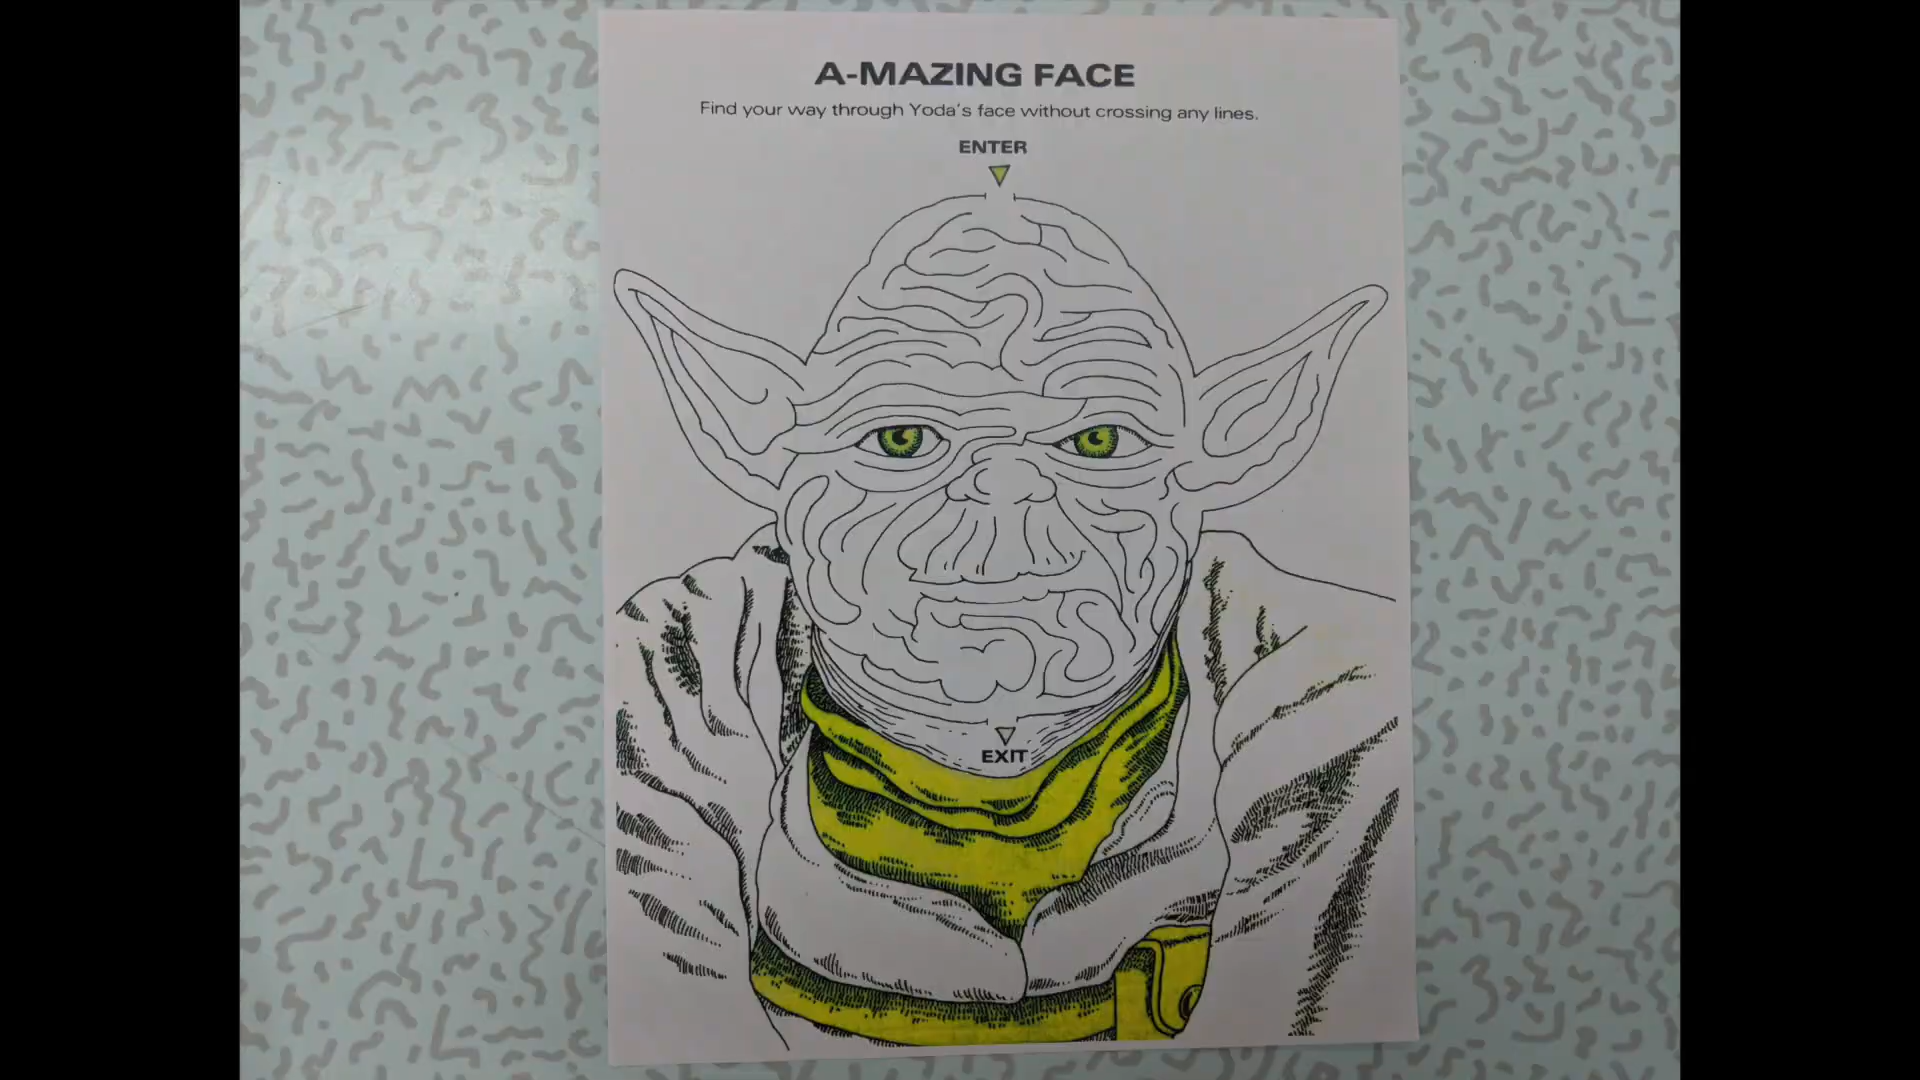 A-MAZING FACE
Find your way through Yoda's face without crossing any lines.
ENTER
EXIT